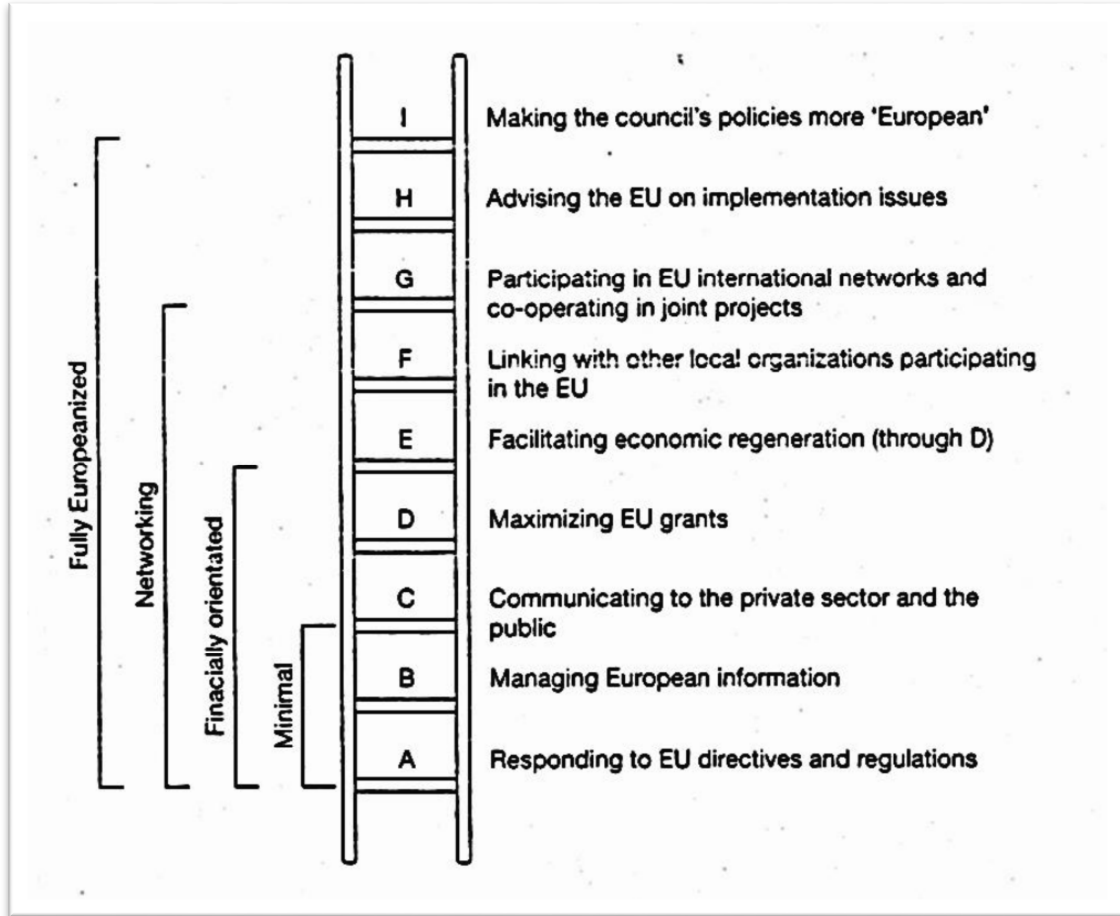 I
Making the council's policies more 'European'
H
Advising the EU on implementation issues
G
Participating in EU international networks and
co-operating in joint projects
F
Linking with other local organizations participating
in the EU
E
Facilitating economic regeneration (through D)
D
Maximizing EU grants
C
Communicating to the private sector and the
public
B
Managing European information
A
Responding to EU directives and regulations
Fully Europeanized
Networking
Finacially orientated
Minimal